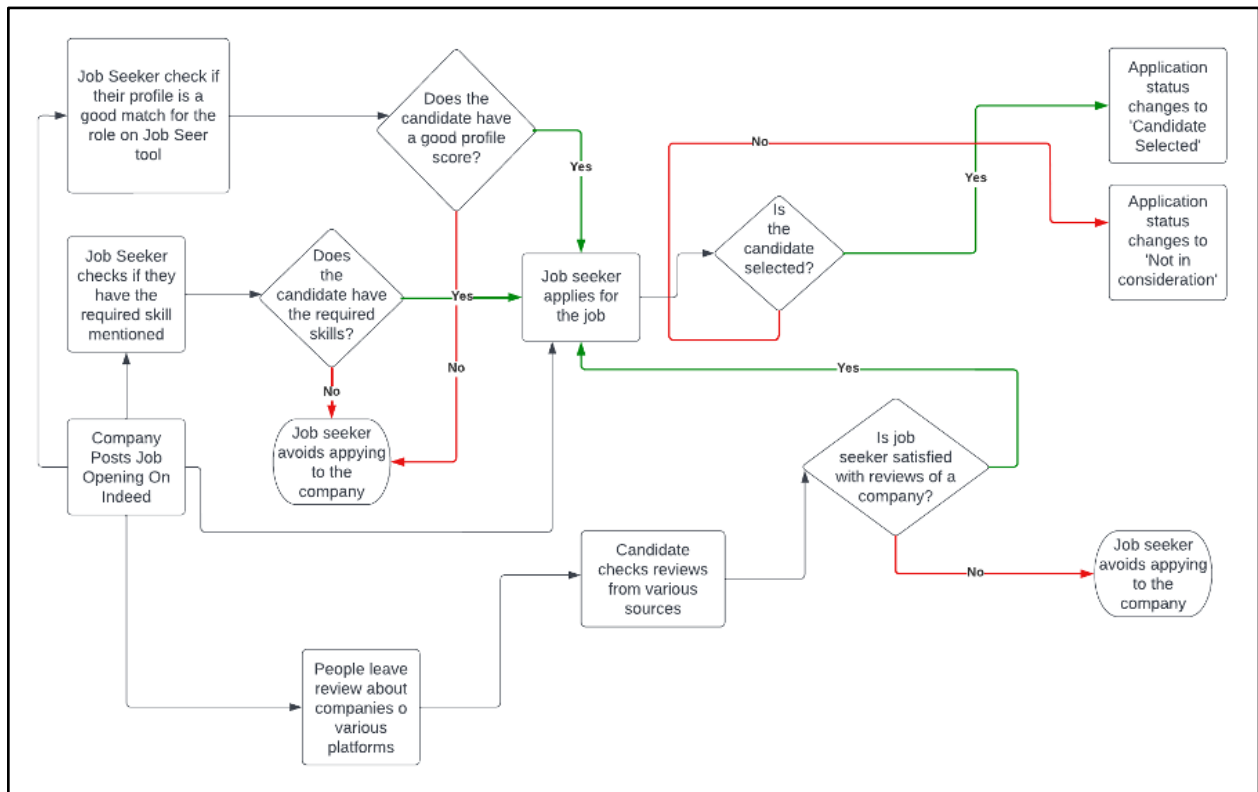 Job Seeker check if
their profile is a
good match for the
role on Job Seer
tool
Does the
candidate have
a good profile
score?
Yes
No
Application
status
changes to
'Candidate
Selected'
Yes
No
Application
status
changes to
'Not in
consideration'
Job Seeker
checks if they
have the
required skill
mentioned
Does
the
candidate have
the required
skills?
Yes
No
Job seeker
applies for
the job
Is
the
candidate
selected?
Company
Posts Job
Opening On
Indeed
Job seeker
avoids appying
to the
company
Yes
Is job
seeker satisfied
with reviews of a
company?
No
Candidate
checks reviews
from various
sources
Job seeker
avoids appying
to the
company
People leave
review about
companies o
various
platforms